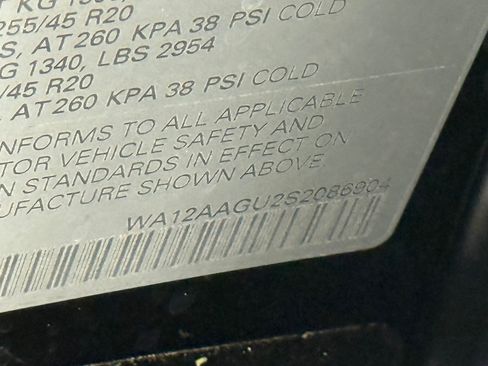 KG
255/45 R20
AT 260 KPA 38 PSI COLD
1340, LBS 2954
/45 R20
, AT 260 KPA 38 PSI COLD
NFORMS TO ALL APPLICABLE
TOR VEHICLE SAFETY AND
N STANDARDS IN EFFECT ON
UFACTURE SHOWN ABOVE.
WA12AAGU2S2086904